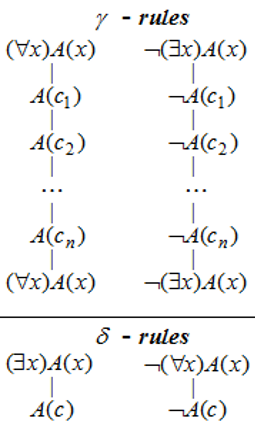 γ - rules
(∀x)A(x) ¬(∃x)A(x)
A(c₁) ¬A(c₁)
A(c₂) ¬A(c₂)
... ...
A(cₙ) ¬A(cₙ)
(∀x)A(x) ¬(∃x)A(x)
δ - rules
(∃x)A(x) ¬(∀x)A(x)
A(c) ¬A(c)